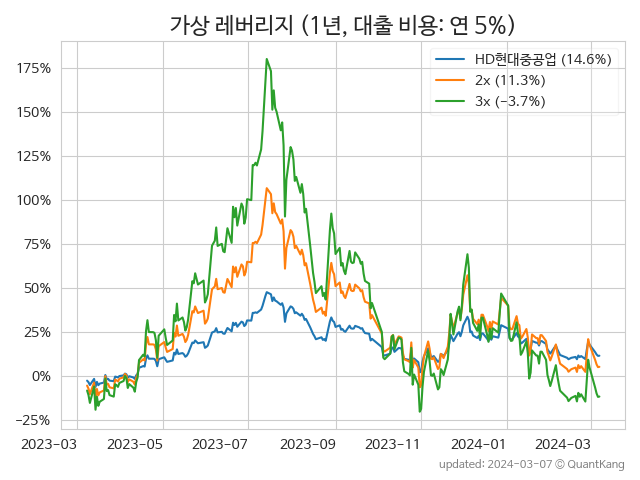 가상 레버리지 (1년, 대출 비용: 연 5%)
HD현대중공업 (14.6%)
2x (11.3%)
3x (−3.7%)
175%
150%
125%
100%
75%
50%
25%
0%
−25%
2023-03 2023-05 2023-07 2023-09 2023-11 2024-01 2024-03
updated: 2024-03-07 © QuantKang